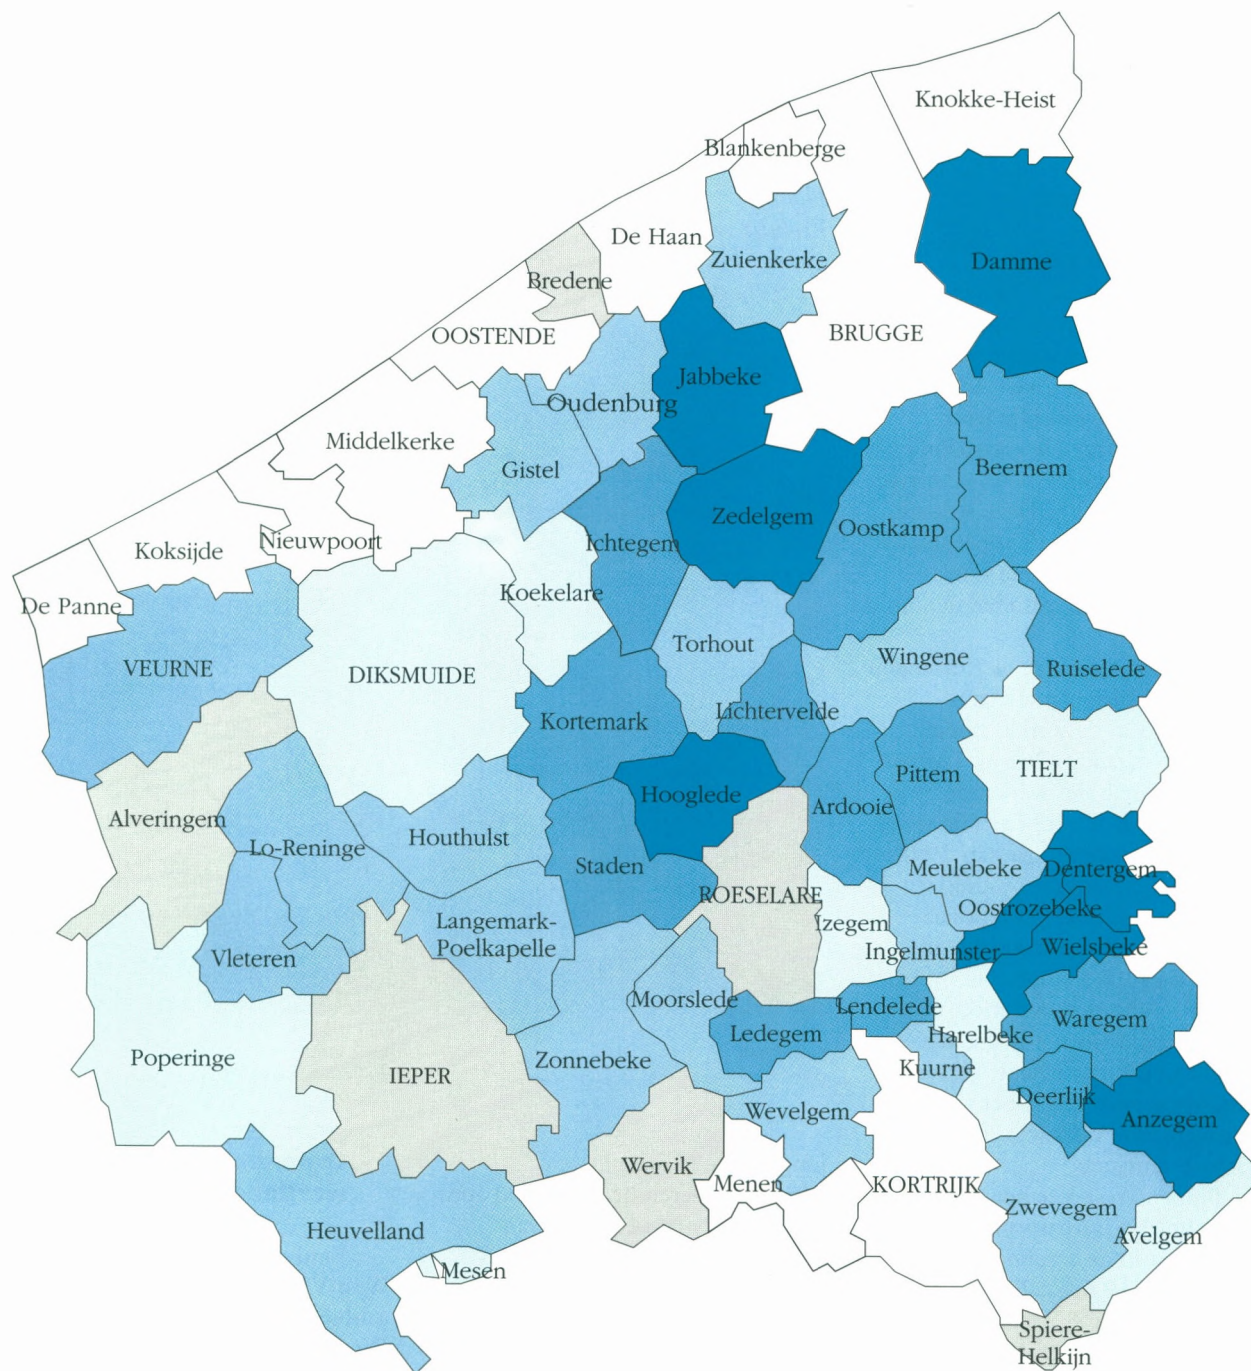 Knokke-Heist
Blankenberge
De Haan
Zuienkerke
Damme
Bredene
OOSTENDE
BRUGGE
Jabbeke
Oudenburg
Middelkerke
Gistel
Beernem
Zedelgem
Oostkamp
Koksijde
Nieuwpoort
Ichtegem
Koekelare
De Panne
VEURNE
DIKSMUIDE
Torhout
Wingene
Ruiselede
Kortemark
Lichtervelde
TIELT
Pittem
Hooglede
Ardooie
Alveringem
Lo-Reninge
Houthulst
Staden
Meulebeke
Dentergem
ROESELARE
Oostrozebeke
Langemark-
Poelkapelle
Izegem
Ingelmunster
Wielsbeke
Vleteren
Moorslede
Lendelede
Waregem
Ledegem
Harelbeke
Poperinge
Zonnebeke
IEPER
Kuurne
Deerlijk
Wevelgem
Anzegem
Wervik
Menen
KORTRIJK
Zwevegem
Heuvelland
Avelgem
Mesen
Spiere-
Helkijn